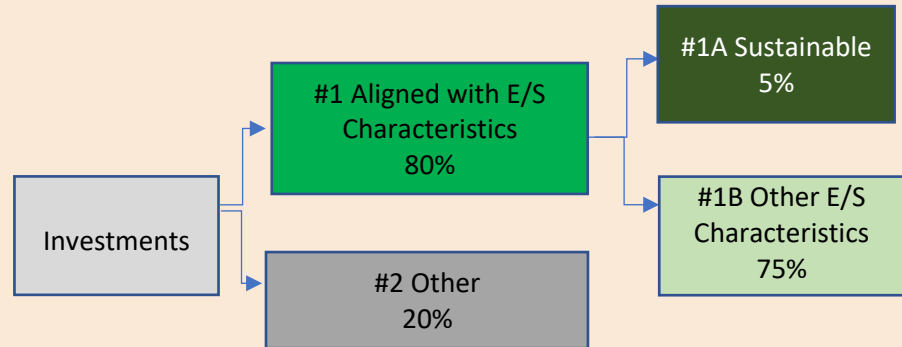 #1A Sustainable
5%
#1 Aligned with E/S
Characteristics
80%
#1B Other E/S
Characteristics
75%
Investments
#2 Other
20%